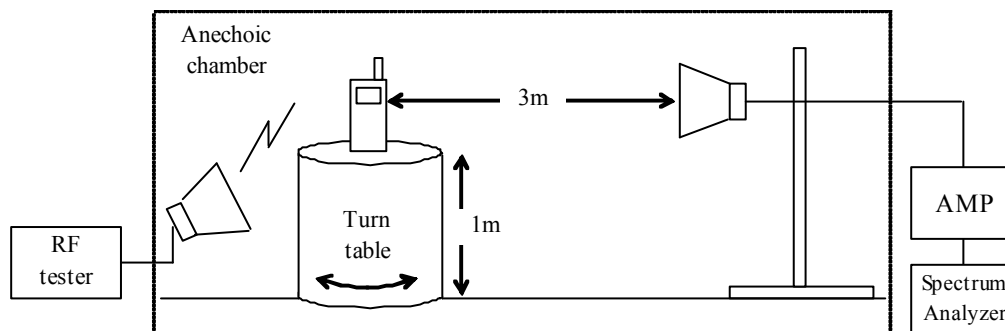 Anechoic
chamber
3m
Turn
table
1m
RF
tester
AMP
Spectrum
Analyzer